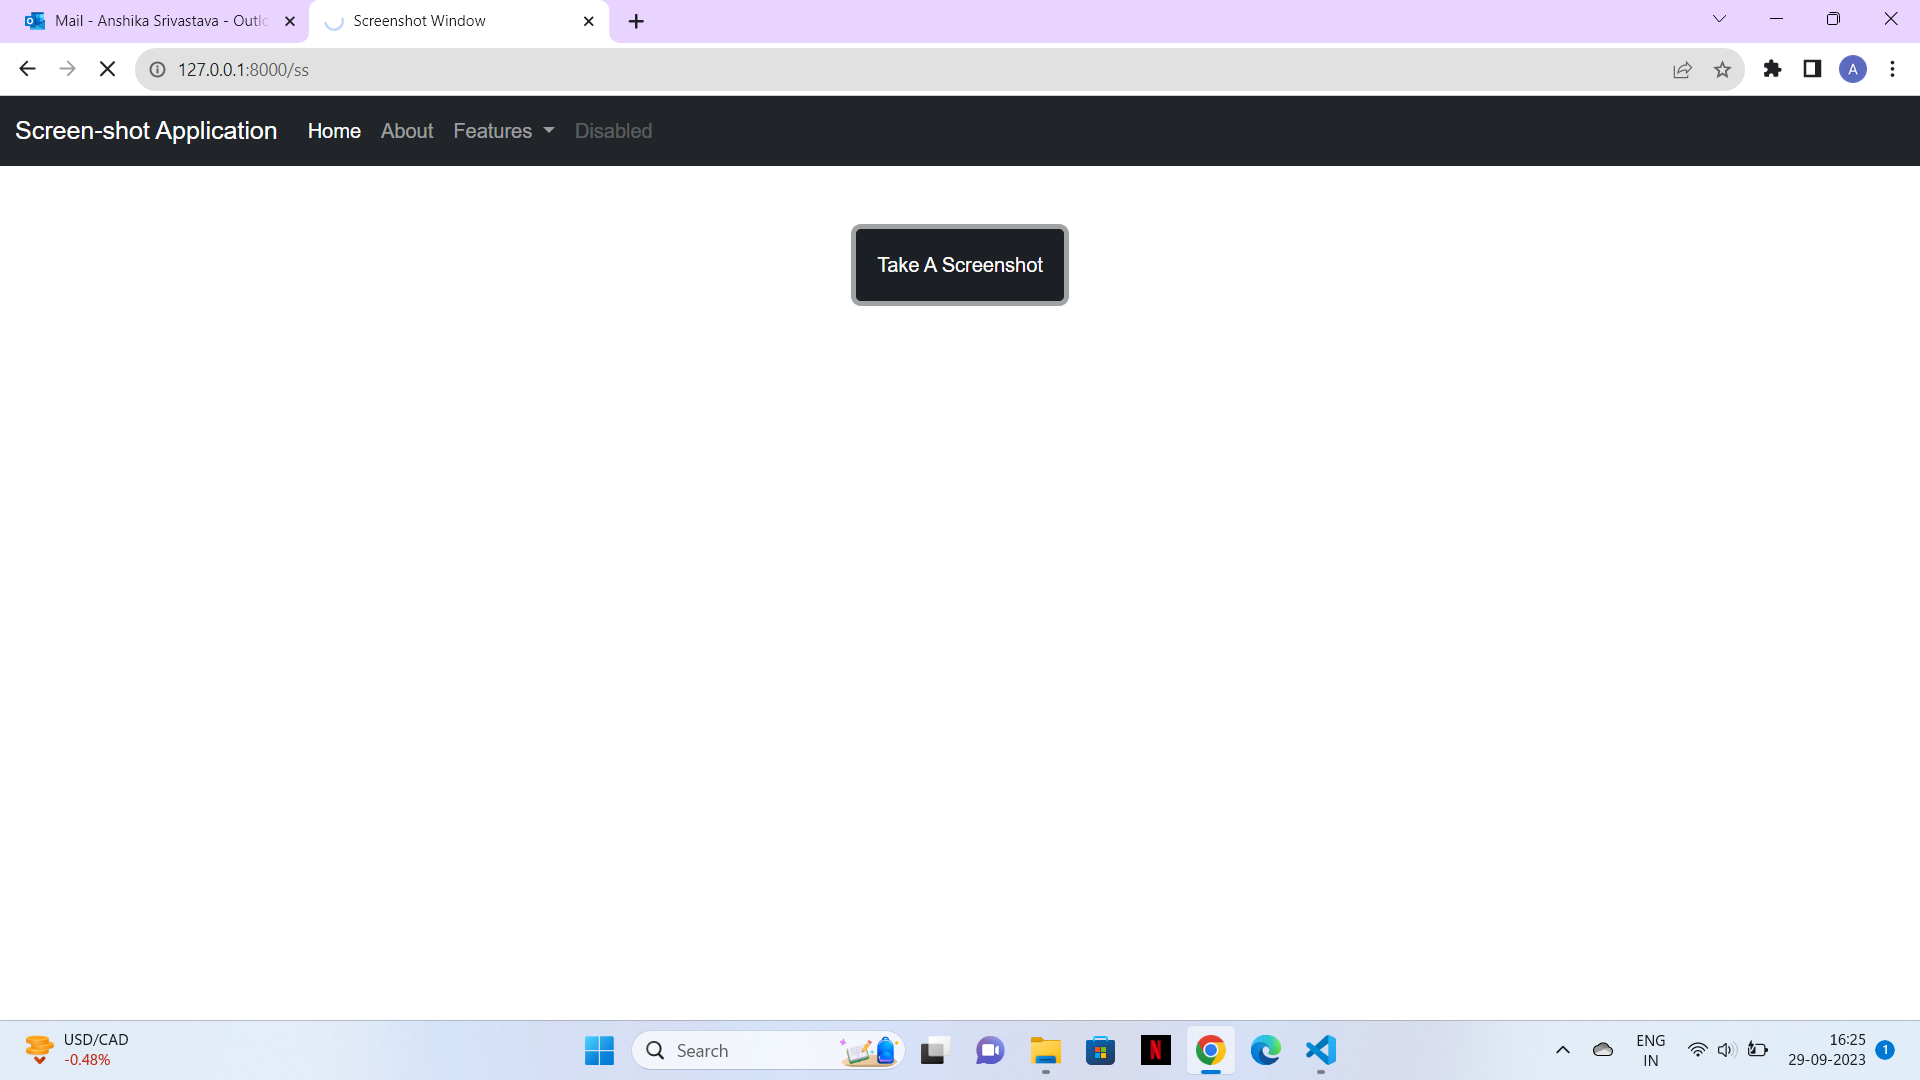 Mail - Anshika Srivastava - Outlo
Screenshot Window
127.0.0.1:8000/ss
A
Screen-shot Application
Home
About
Features
Disabled
Take A Screenshot
USD/CAD
-0.48%
Search
ENG
IN
16:25
29-09-2023
1